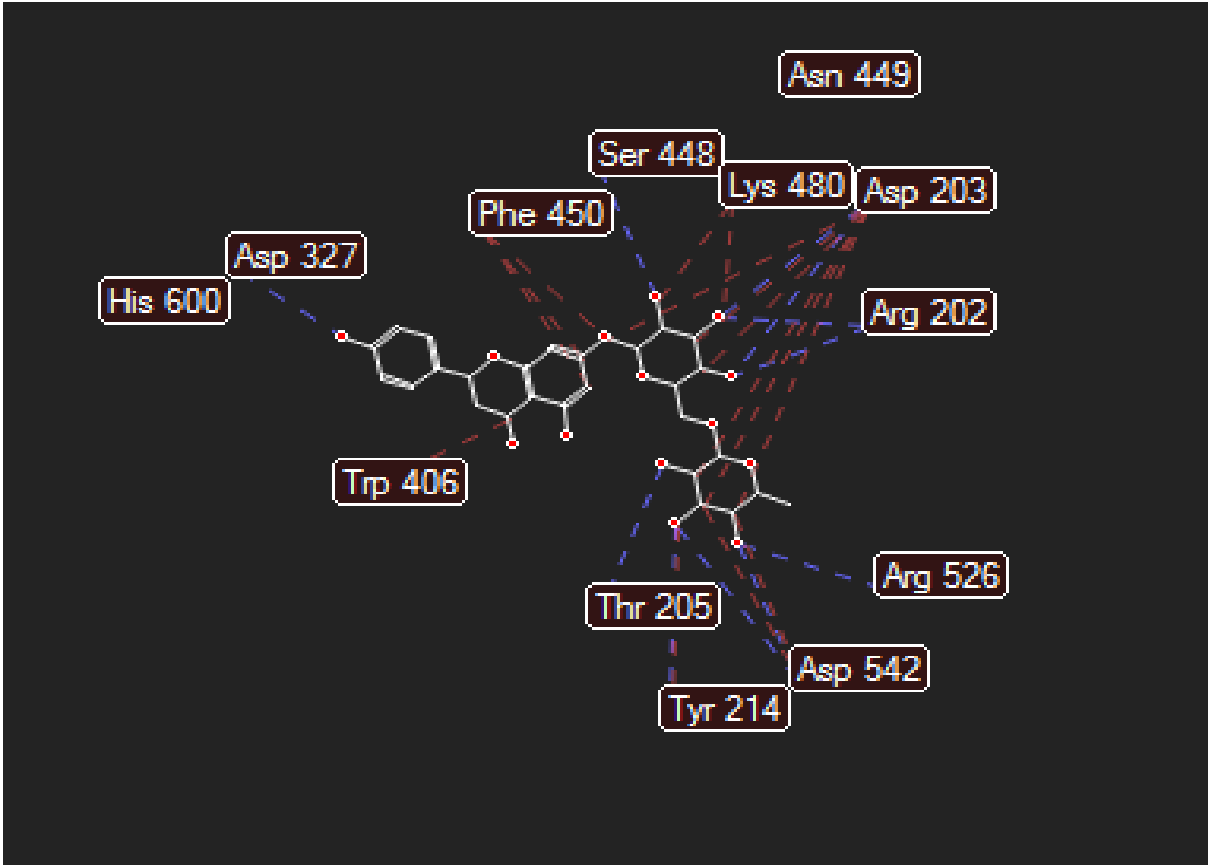 Asn 449
Ser 448
Lys 480
Asp 203
Phe 450
Asp 327
His 600
Arg 202
Trp 406
Arg 526
Thr 205
Asp 542
Tyr 214